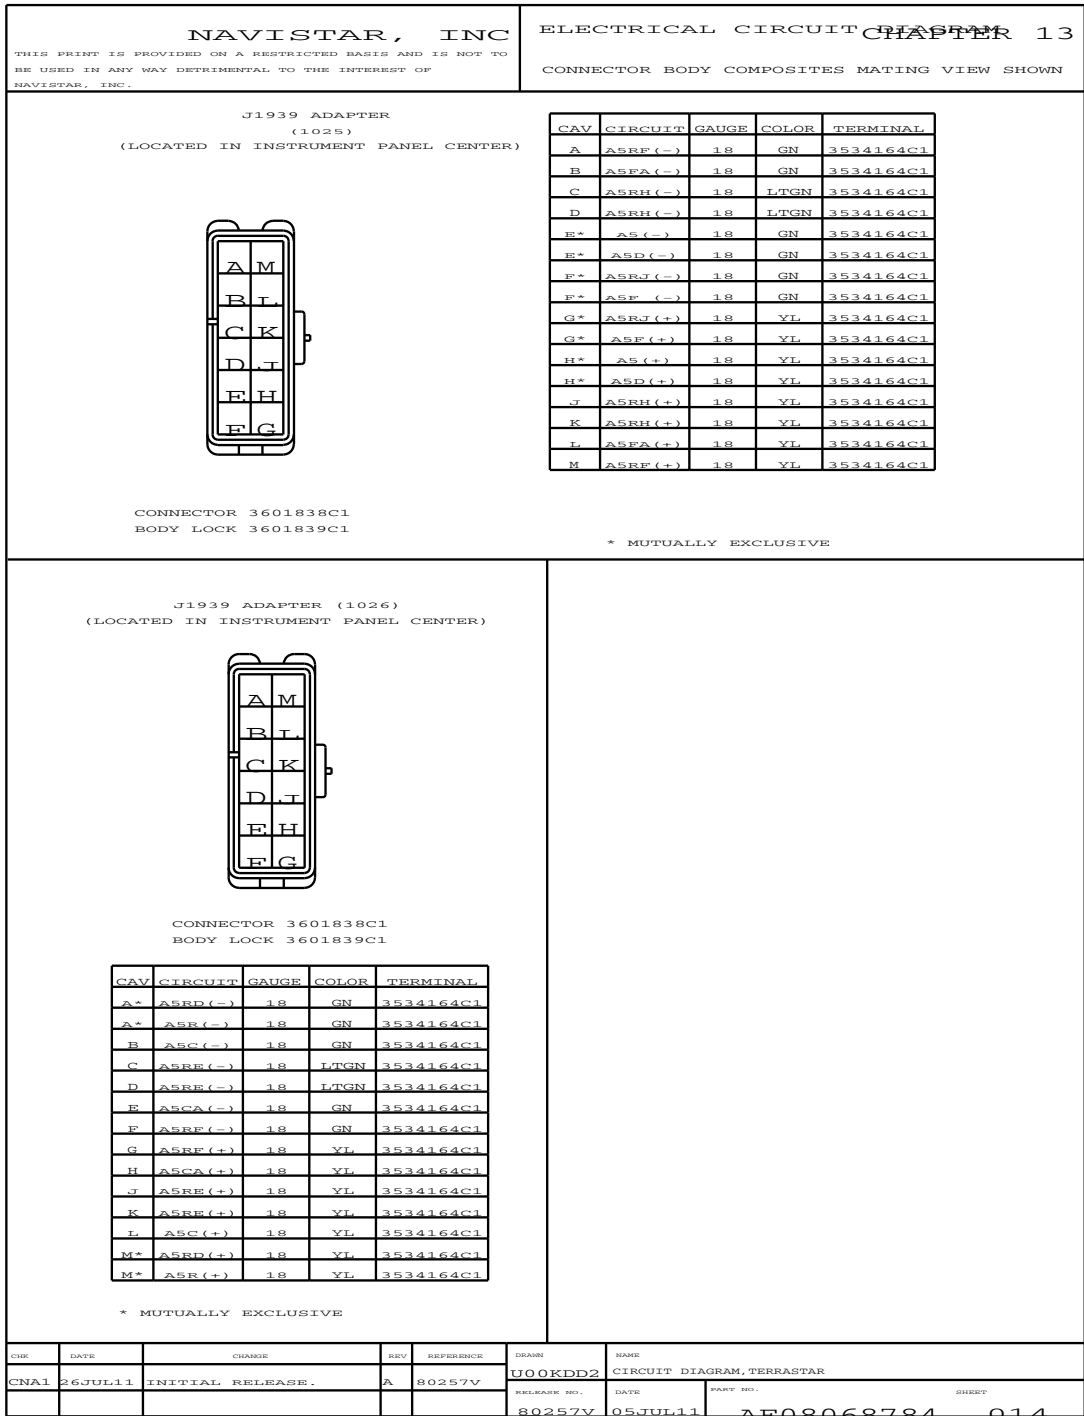 NAVISTAR, INC
THIS PRINT IS PROVIDED ON A RESTRICTED BASIS AND IS NOT TO
BE USED IN ANY WAY DETRIMENTAL TO THE INTEREST OF
NAVISTAR, INC.
ELECTRICAL CIRCUIT DIAGRAM
CHAPTER 13
CONNECTOR BODY COMPOSITES MATING VIEW SHOWN
J1939 ADAPTER
(1025)
(LOCATED IN INSTRUMENT PANEL CENTER)
A M
B L
C K
D J
E H
F G
CONNECTOR 3601838C1
BODY LOCK 3601839C1
CAV CIRCUIT GAUGE COLOR TERMINAL
A A5RF(-) 18 GN 3534164C1
B A5FA(-) 18 GN 3534164C1
C A5RH(-) 18 LTGN 3534164C1
D A5RH(-) 18 LTGN 3534164C1
E* A5(-) 18 GN 3534164C1
E* A5D(-) 18 GN 3534164C1
F* A5RJ(-) 18 GN 3534164C1
F* A5F (-) 18 GN 3534164C1
G* A5RJ(+) 18 YL 3534164C1
G* A5F(+) 18 YL 3534164C1
H* A5(+) 18 YL 3534164C1
H* A5D(+) 18 YL 3534164C1
J A5RH(+) 18 YL 3534164C1
K A5RH(+) 18 YL 3534164C1
L A5FA(+) 18 YL 3534164C1
M A5RF(+) 18 YL 3534164C1
* MUTUALLY EXCLUSIVE
J1939 ADAPTER (1026)
(LOCATED IN INSTRUMENT PANEL CENTER)
A M
B L
C K
D J
E H
F G
CONNECTOR 3601838C1
BODY LOCK 3601839C1
CAV CIRCUIT GAUGE COLOR TERMINAL
A* A5RD(-) 18 GN 3534164C1
A* A5R(-) 18 GN 3534164C1
B A5C(-) 18 GN 3534164C1
C A5RE(-) 18 LTGN 3534164C1
D A5RE(-) 18 LTGN 3534164C1
E A5CA(-) 18 GN 3534164C1
F A5RF(-) 18 GN 3534164C1
G A5RF(+) 18 YL 3534164C1
H A5CA(+) 18 YL 3534164C1
J A5RE(+) 18 YL 3534164C1
K A5RE(+) 18 YL 3534164C1
L A5C(+) 18 YL 3534164C1
M* A5RD(+) 18 YL 3534164C1
M* A5R(+) 18 YL 3534164C1
* MUTUALLY EXCLUSIVE
CHK DATE CHANGE REV REFERENCE
CNA1 26JUL11 INITIAL RELEASE. A 80257V
DRAWN NAME
U00KDD2 CIRCUIT DIAGRAM,TERRASTAR
RELEASE NO. DATE PART NO. SHEET
80257V 05JUL11 AF08068784 014